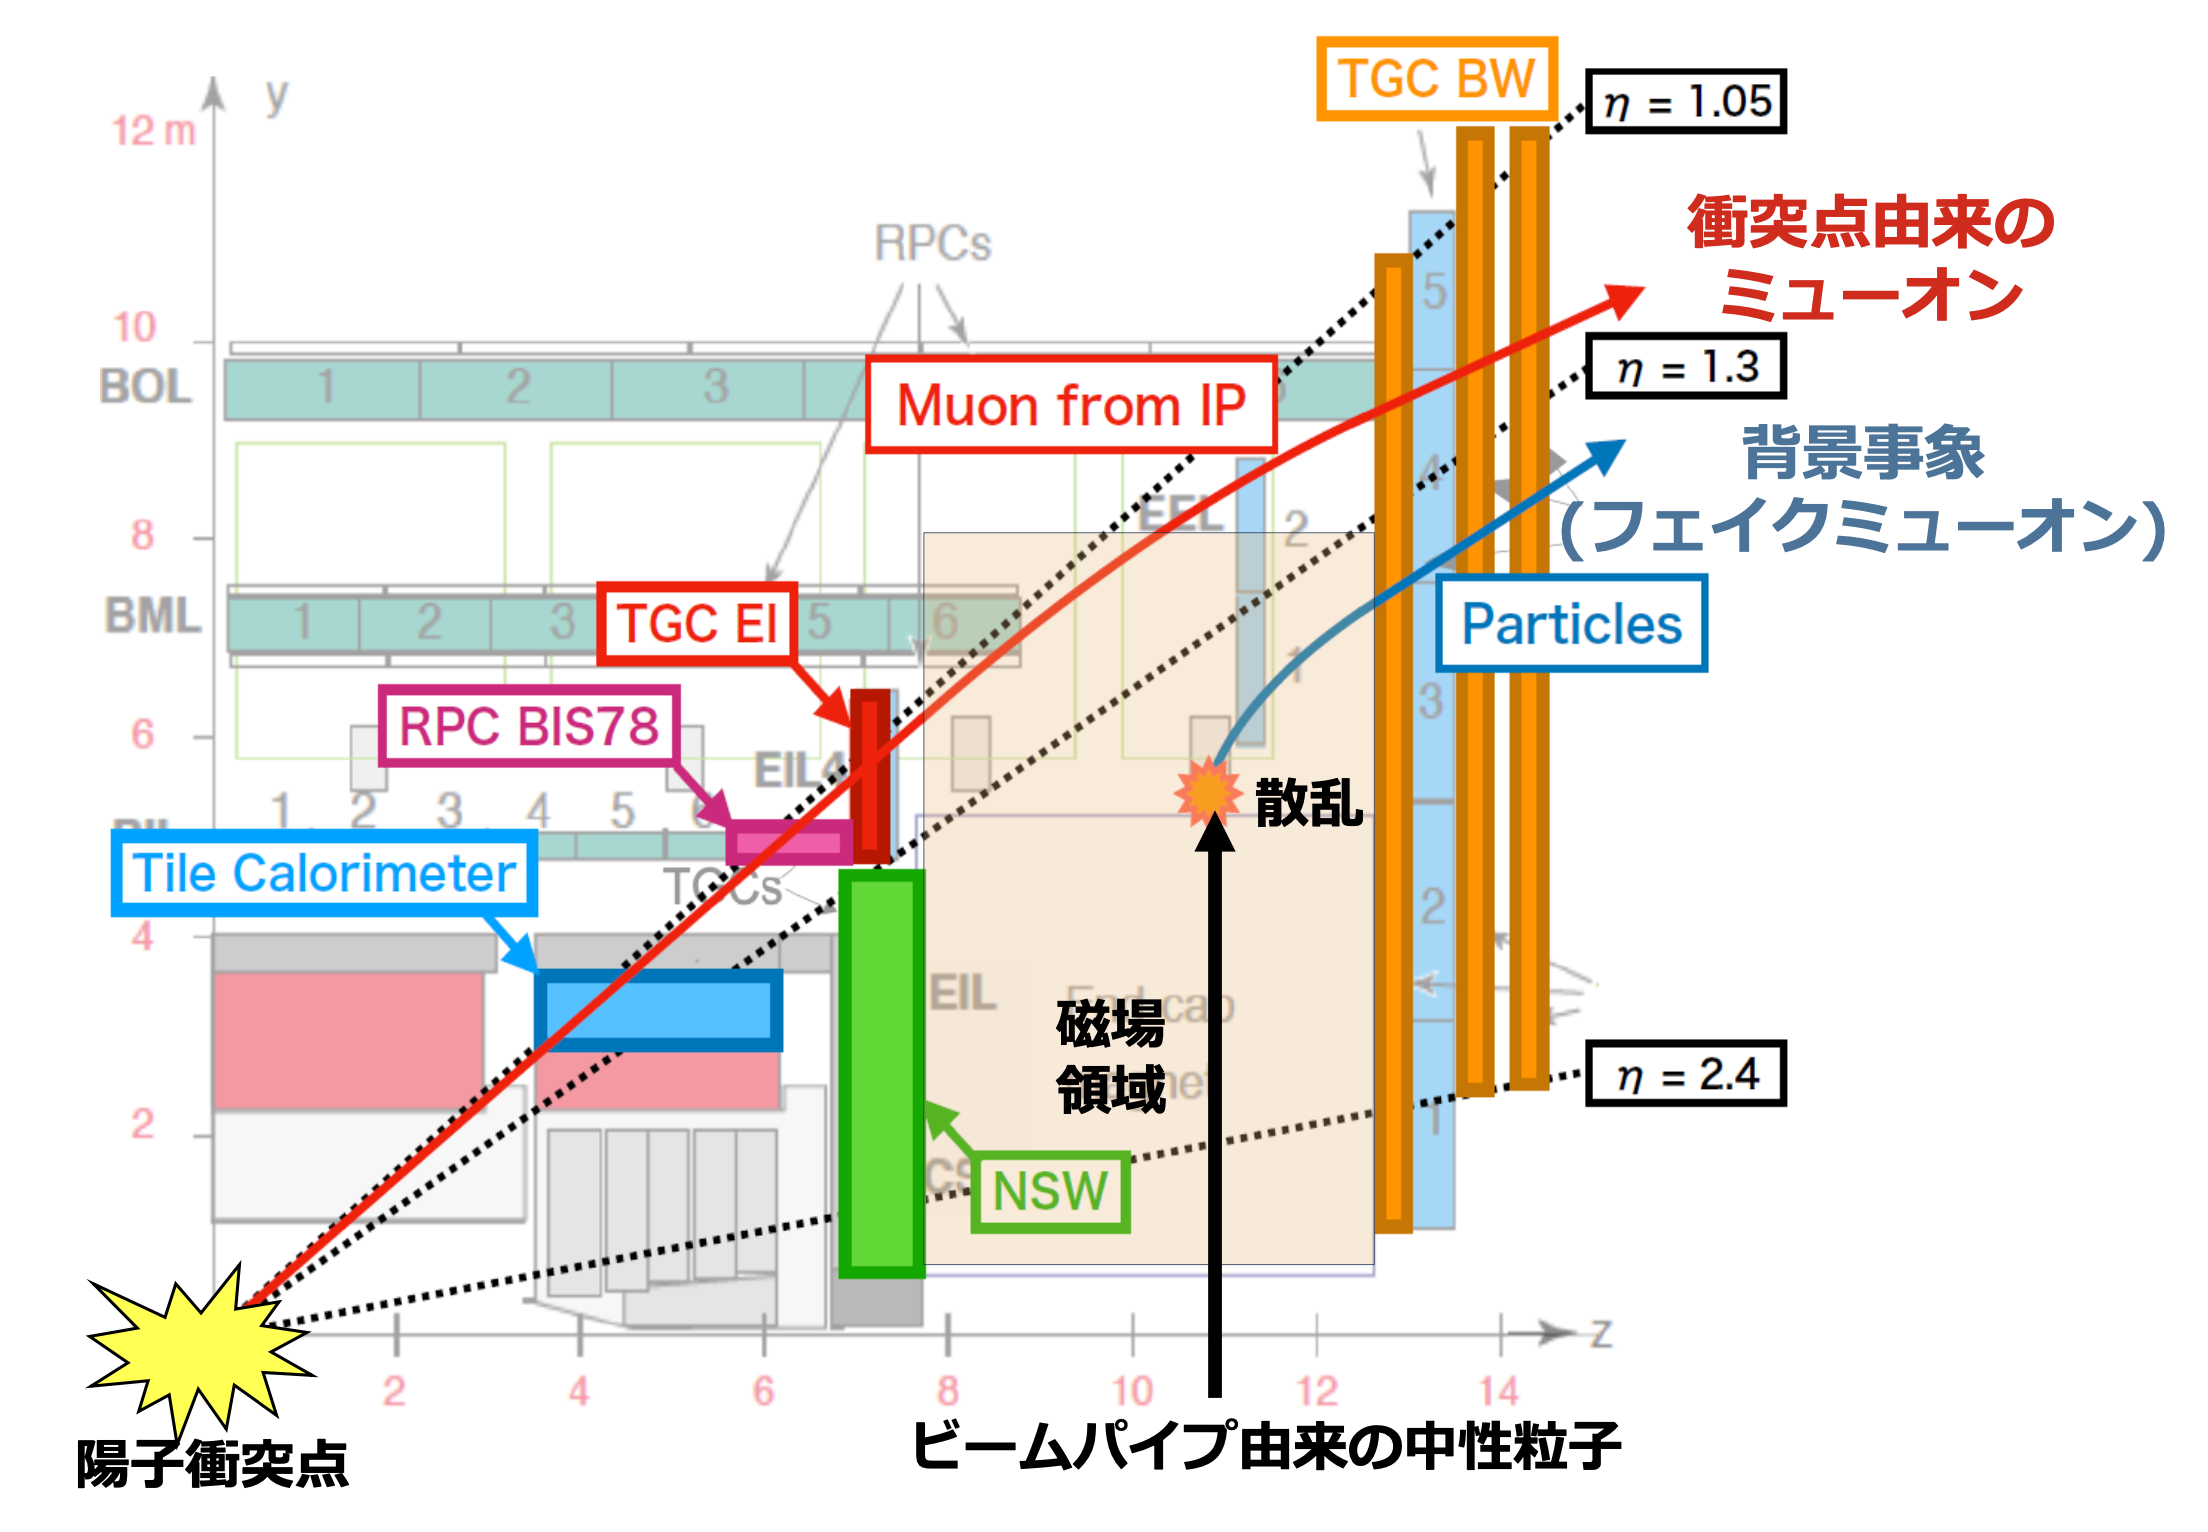 y
12 m
TGC BW
η = 1.05
衝突点由来の
ミューオン
RPCs
10
5
η = 1.3
BOL
1
2
3
Muon from IP
背景事象
(フェイクミューオン)
4
EEL
2
8
BML
1
2
3
TGC EI
5
6
Particles
1
3
6
RPC BIS78
EIL4
散乱
1
2
3
4
5
6
Tile Calorimeter
TGCs
2
4
EIL
End-cap
磁場
領域
2
NSW
1
η = 2.4
z
2
4
6
8
10
12
14
陽子衝突点
ビームパイプ由来の中性粒子